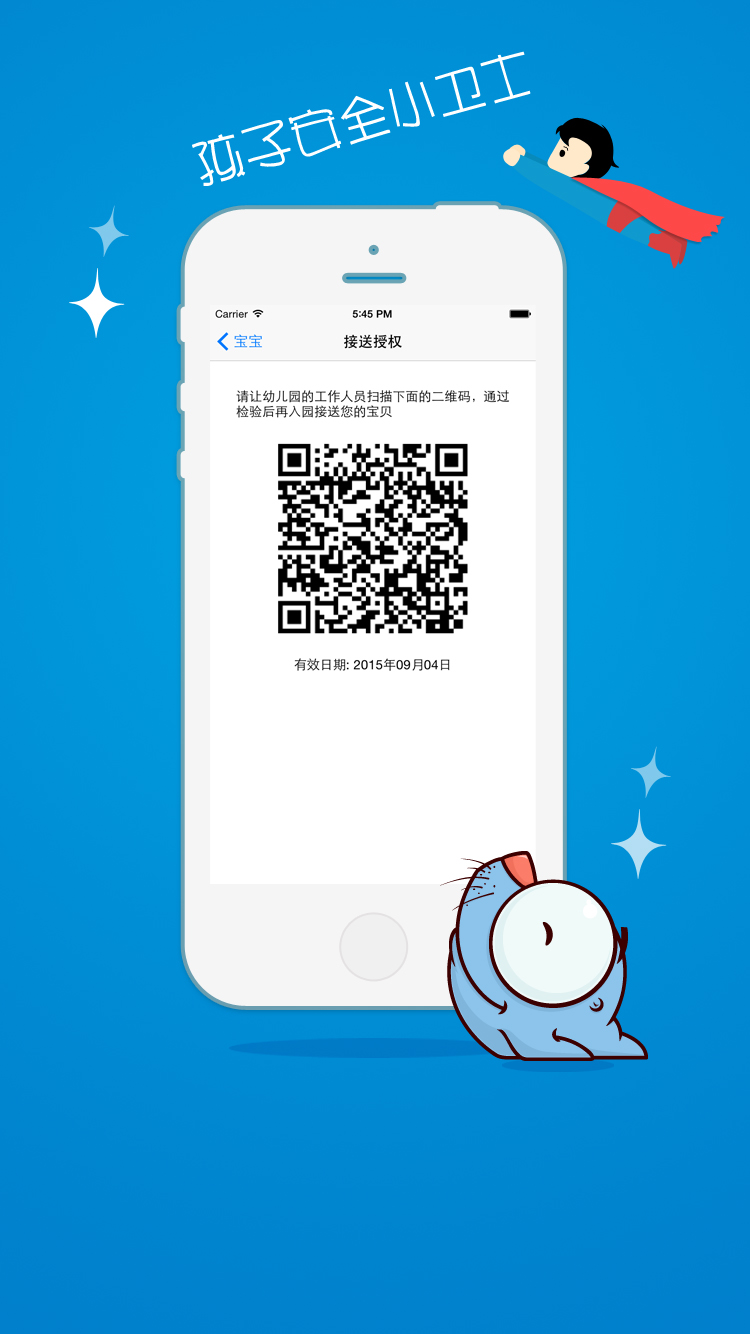 孩子安全小卫士
Carrier 5:45 PM
宝宝 接送授权
请让幼儿园的工作人员扫描下面的二维码，通过
检验后再入园接送您的宝贝
有效日期: 2015年09月04日